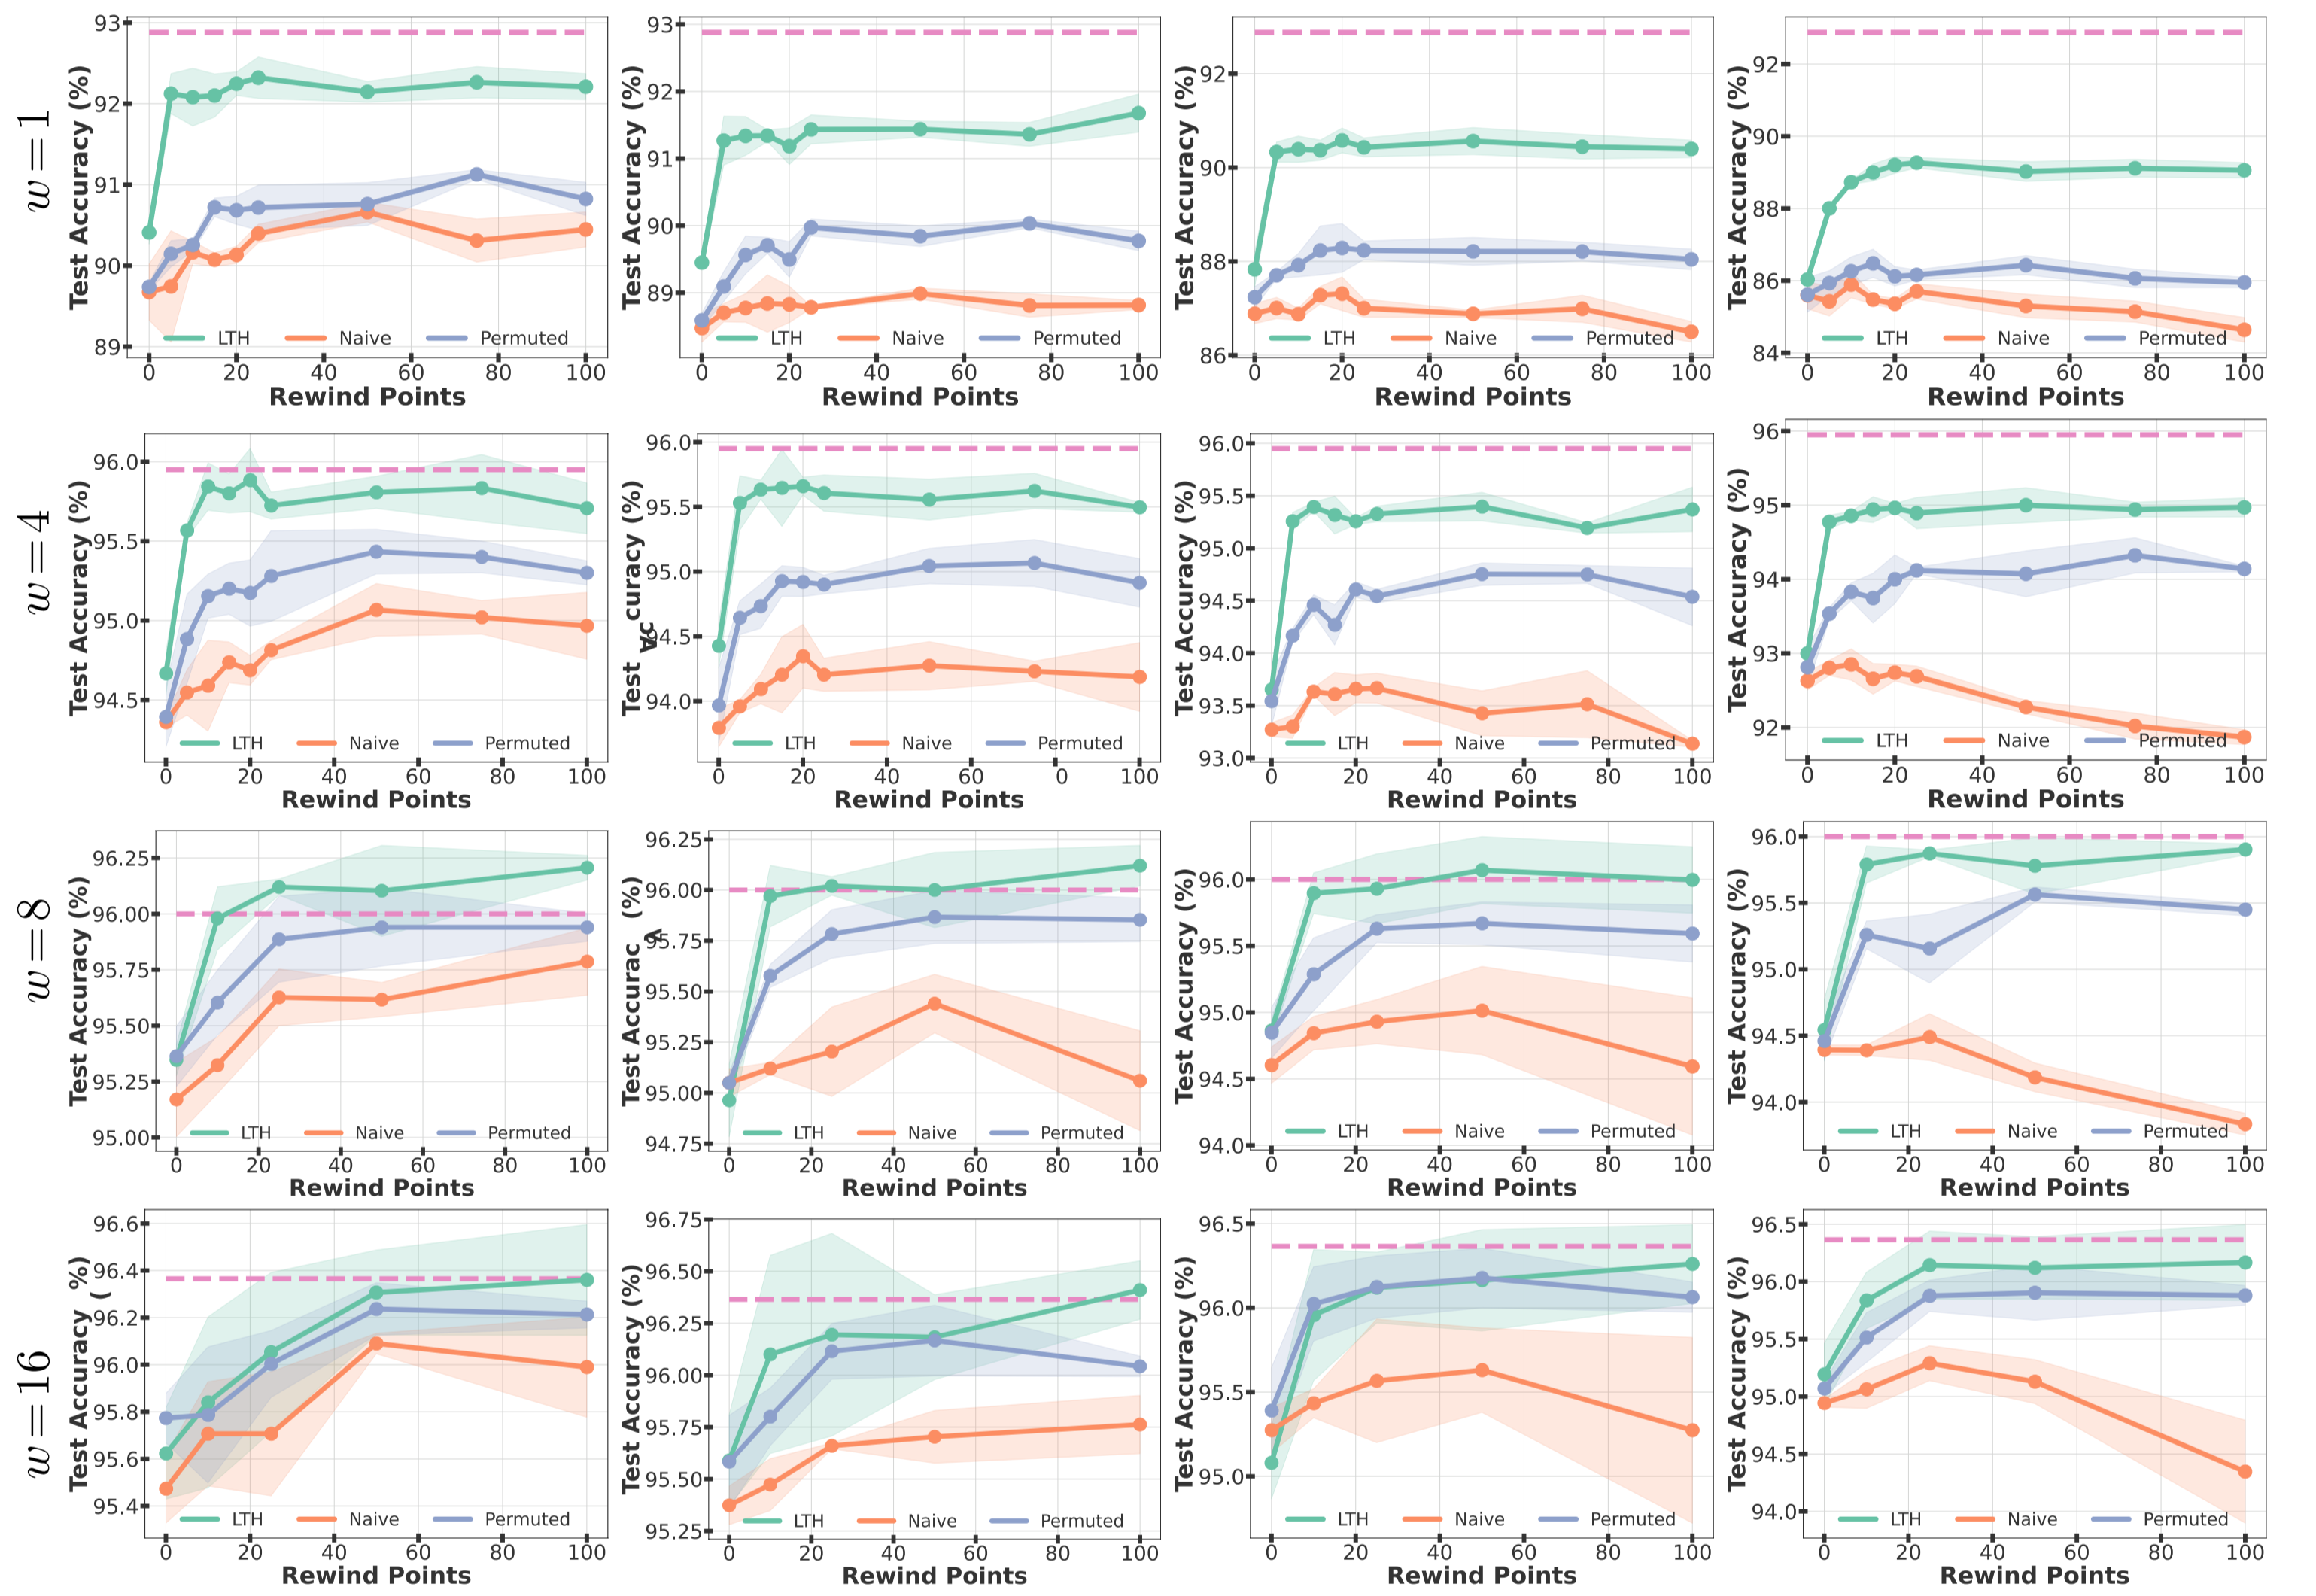 w = 1
Test Accuracy (%)
93
92
91
90
89
LTH Naive Permuted
0 20 40 60 80 100
Rewind Points
Test Accuracy (%)
93
92
91
90
89
LTH Naive Permuted
0 20 40 60 80 100
Rewind Points
Test Accuracy (%)
92
90
88
86
LTH Naive Permuted
0 20 40 60 80 100
Rewind Points
Test Accuracy (%)
92
90
88
86
84
LTH Naive Permuted
0 20 40 60 80 100
Rewind Points
w = 4
Test Accuracy (%)
96.0
95.5
95.0
94.5
LTH Naive Permuted
0 20 40 60 80 100
Rewind Points
Test Ac curacy (%)
96.0
95.5
95.0
94.5
94.0
LTH Naive Permuted
0 20 40 60 0 100
Rewind Points
Test Accuracy (%)
96.0
95.5
95.0
94.5
94.0
93.5
93.0
LTH Naive Permuted
0 20 40 60 80 100
Rewind Points
Test Accuracy (%)
96
95
94
93
92
LTH Naive Permuted
0 20 40 60 80 100
Rewind Points
w = 8
Test Accuracy (%)
96.25
96.00
95.75
95.50
95.25
95.00
LTH Naive Permuted
0 20 40 60 80 100
Rewind Points
Test Accurac (%)
96.25
96.00
95.75
95.50
95.25
95.00
94.75
LTH Naive Permuted
0 20 40 60 80 100
Rewind Points
Test Accuracy (%)
96.0
95.5
95.0
94.5
94.0
LTH Naive Permuted
0 20 40 60 80 100
Rewind Points
Test Accuracy (%)
96.0
95.5
95.0
94.5
94.0
LTH Naive Permuted
0 20 40 60 80 100
Rewind Points
w = 16
Test Accuracy (%)
96.6
96.4
96.2
96.0
95.8
95.6
95.4
LTH Naive Permuted
0 20 40 60 80 100
Rewind Points
Test Accuracy (%)
96.75
96.50
96.25
96.00
95.75
95.50
95.25
LTH Naive Permuted
0 20 40 60 80 100
Rewind Points
Test Accuracy (%)
96.5
96.0
95.5
95.0
LTH Naive Permuted
0 20 40 60 80 100
Rewind Points
Test Accuracy (%)
96.5
96.0
95.5
95.0
94.5
94.0
LTH Naive Permuted
0 20 40 60 80 100
Rewind Points